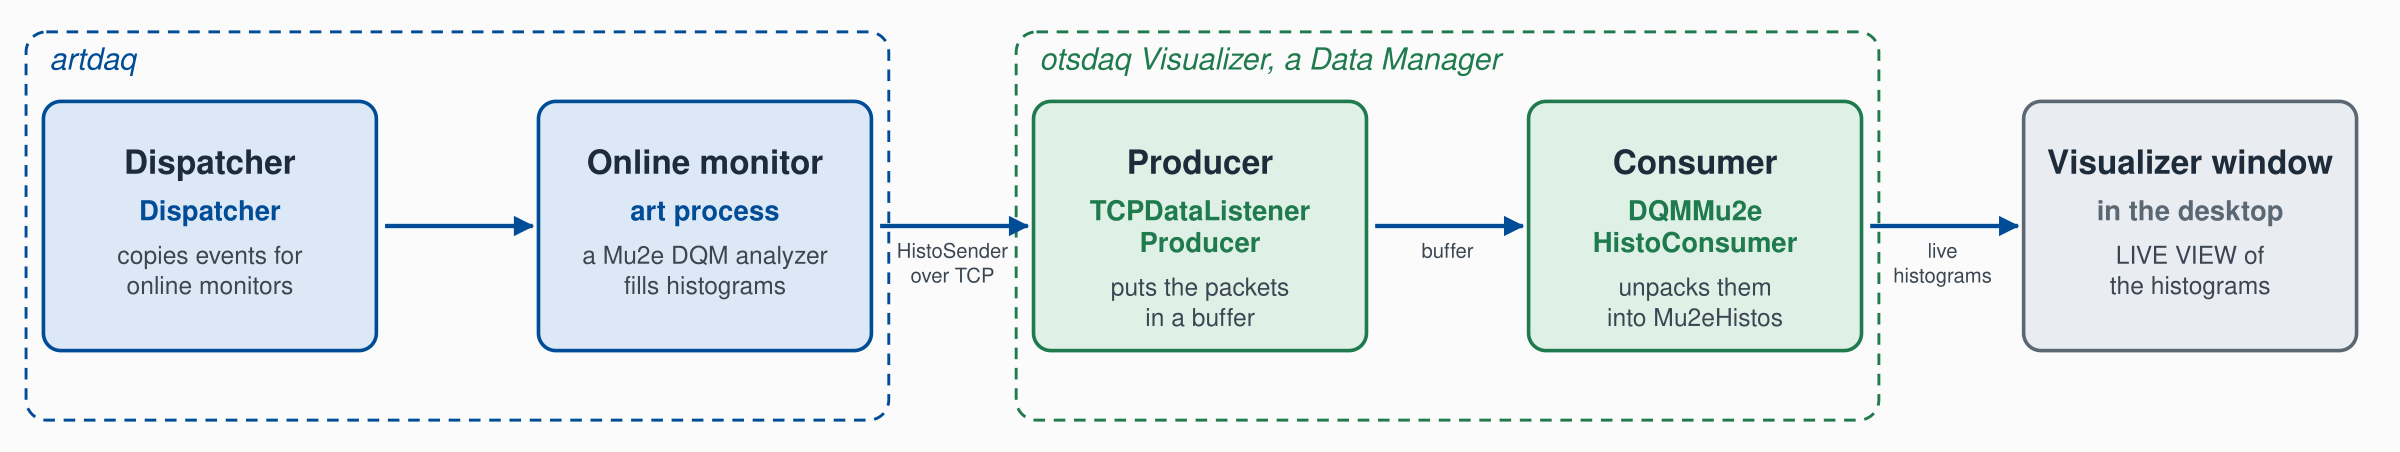 artdaq
Dispatcher
Dispatcher
copies events for
online monitors
Online monitor
art process
a Mu2e DQM analyzer
fills histograms
HistoSender
over TCP
otsdaq Visualizer, a Data Manager
Producer
TCPDataListener
Producer
puts the packets
in a buffer
buffer
Consumer
DQMMu2e
HistoConsumer
unpacks them
into Mu2eHistos
live
histograms
Visualizer window
in the desktop
LIVE VIEW of
the histograms